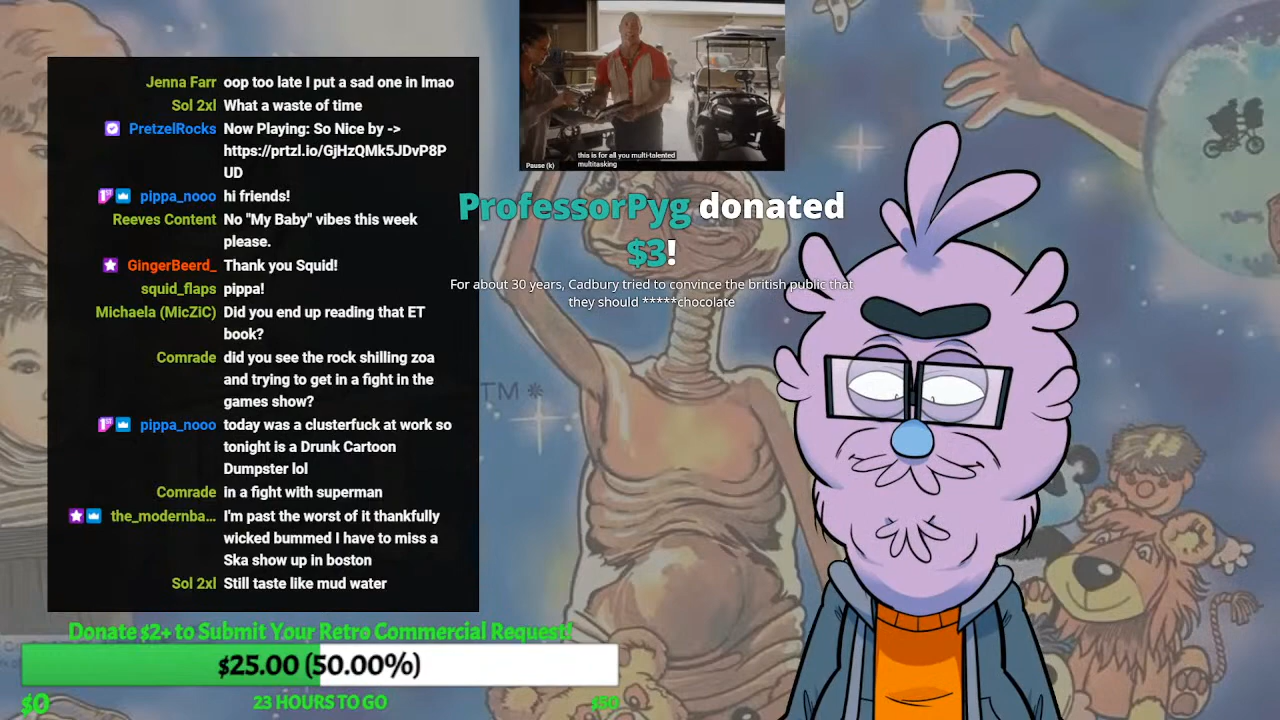 Jenna Farr oop too late I put a sad one in lmao
Sol 2xl What a waste of time
PretzelRocks Now Playing: So Nice by ->
https://prtzl.io/GjHzQMk5JDvP8P
UD
pippa_nooo hi friends!
Reeves Content No "My Baby" vibes this week
please.
GingerBeerd_ Thank you Squid!
squid_flaps pippa!
Michaela (MicZiC) Did you end up reading that ET
book?
Comrade did you see the rock shilling zoa
and trying to get in a fight in the
games show?
pippa_nooo today was a clusterfuck at work so
tonight is a Drunk Cartoon
Dumpster lol
Comrade in a fight with superman
the_modernba... I'm past the worst of it thankfully
wicked bummed I have to miss a
Ska show up in boston
Sol 2xl Still taste like mud water
this is for all you multi-talented
multitasking
Pause (k)
ProfessorPyg donated
$3!
For about 30 years, Cadbury tried to convince the british public that
they should *****chocolate
TM *
Donate $2+ to Submit Your Retro Commercial Request!
$25.00 (50.00%)
$0 23 HOURS TO GO $50